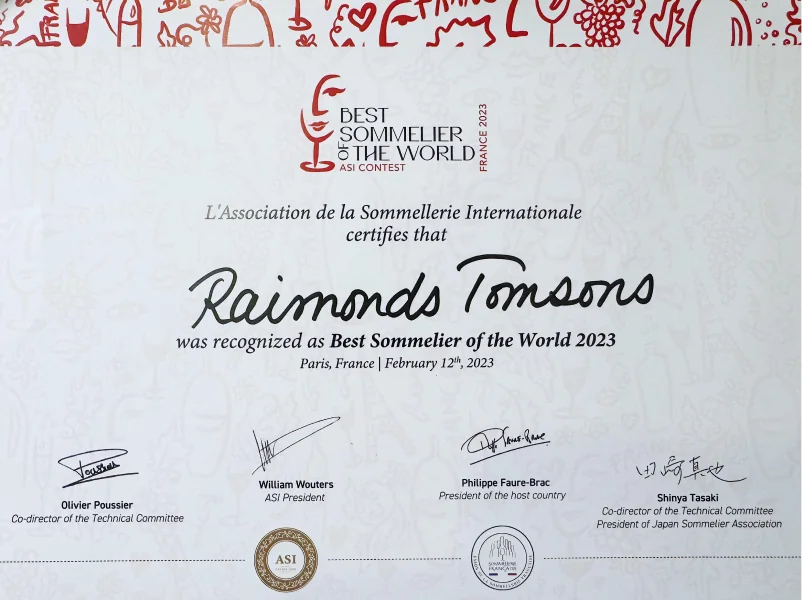 BEST
SOMMELIER
OF THE WORLD
ASI CONTEST
FRANCE 2023
L'Association de la Sommellerie Internationale
certifies that
Raimonds Tomsons
was recognized as Best Sommelier of the World 2023
Paris, France | February 12th, 2023
Olivier Poussier
Co-director of the Technical Committee
William Wouters
ASI President
Philippe Faure-Brac
President of the host country
Shinya Tasaki
Co-director of the Technical Committee
President of Japan Sommelier Association
ASI
SOMMELLERIE
FRANÇAISE